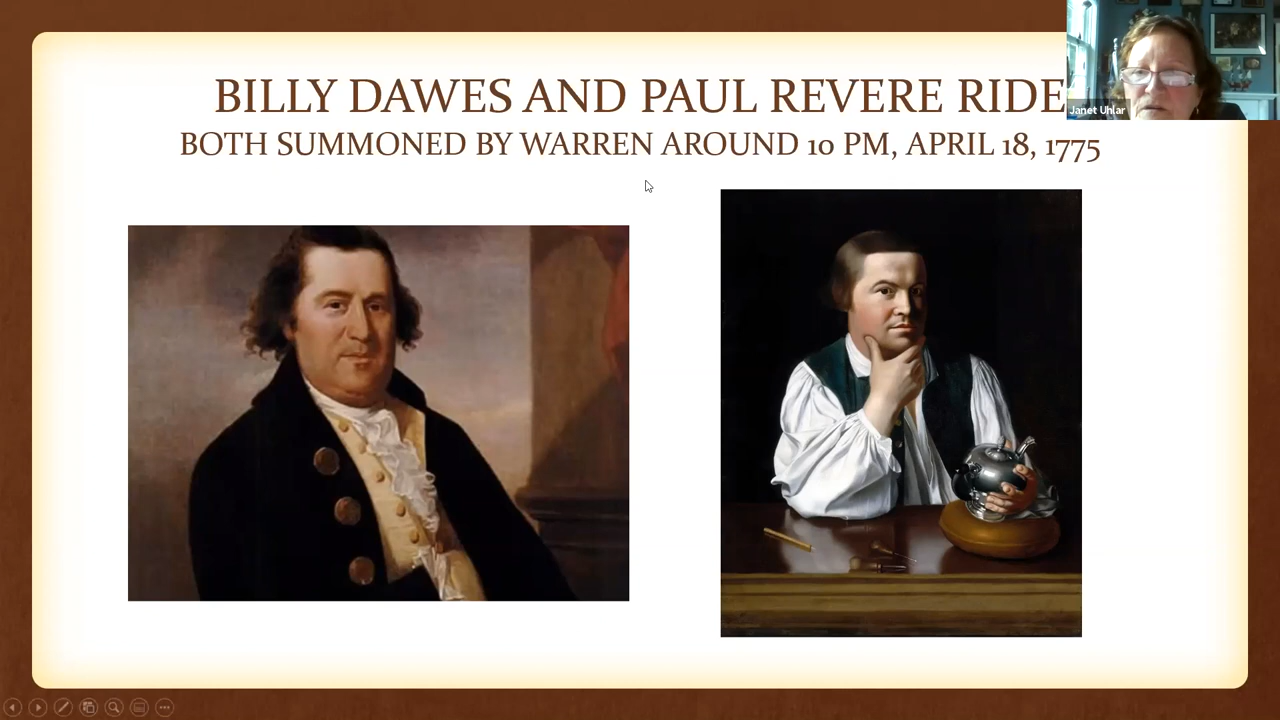 BILLY DAWES AND PAUL REVERE RIDE
BOTH SUMMONED BY WARREN AROUND 10 PM, APRIL 18, 1775
Janet Uhlar